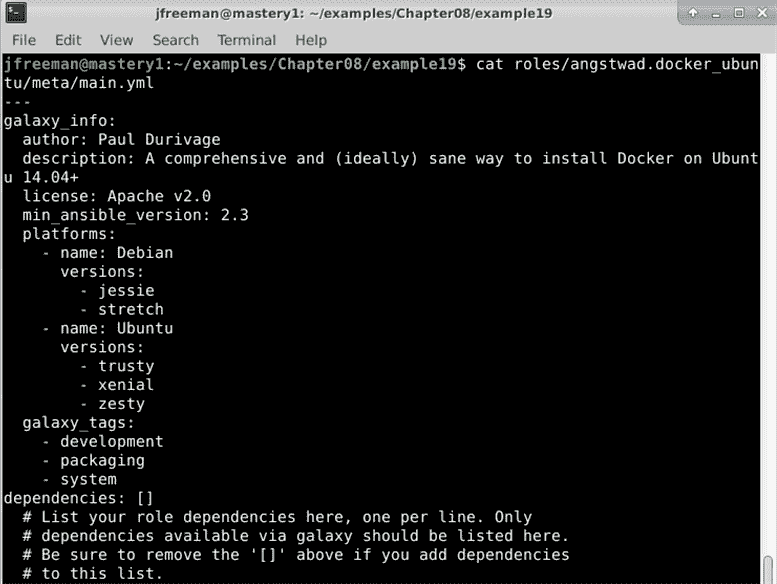 jfreeman@mastery1: ~/examples/Chapter08/example19
File Edit View Search Terminal Help
jfreeman@mastery1:~/examples/Chapter08/example19$ cat roles/angstwad.docker_ubun
tu/meta/main.yml
---
galaxy_info:
  author: Paul Durivage
  description: A comprehensive and (ideally) sane way to install Docker on Ubunt
u 14.04+
  license: Apache v2.0
  min_ansible_version: 2.3
  platforms:
    - name: Debian
      versions:
        - jessie
        - stretch
    - name: Ubuntu
      versions:
        - trusty
        - xenial
        - zesty
  galaxy_tags:
    - development
    - packaging
    - system
dependencies: []
  # List your role dependencies here, one per line. Only
  # dependencies available via galaxy should be listed here.
  # Be sure to remove the '[]' above if you add dependencies
  # to this list.